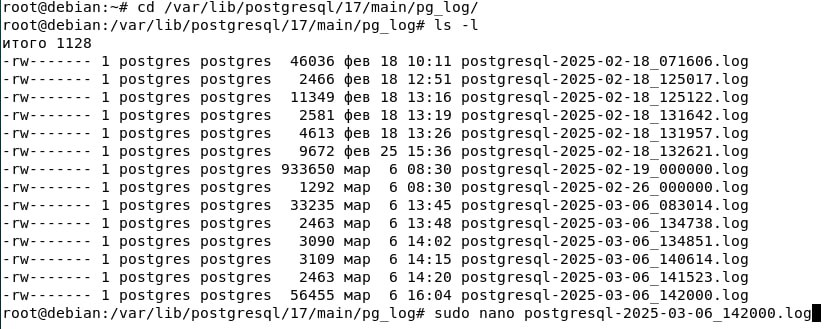 root@debian:~# cd /var/lib/postgresql/17/main/pg_log/
root@debian:/var/lib/postgresql/17/main/pg_log# ls -l
итого 1128
-rw------- 1 postgres postgres  46036 фев 18 10:11 postgresql-2025-02-18_071606.log
-rw------- 1 postgres postgres   2466 фев 18 12:51 postgresql-2025-02-18_125017.log
-rw------- 1 postgres postgres  11349 фев 18 13:16 postgresql-2025-02-18_125122.log
-rw------- 1 postgres postgres   2581 фев 18 13:19 postgresql-2025-02-18_131642.log
-rw------- 1 postgres postgres   4613 фев 18 13:26 postgresql-2025-02-18_131957.log
-rw------- 1 postgres postgres   9672 фев 25 15:36 postgresql-2025-02-18_132621.log
-rw------- 1 postgres postgres 933650 мар  6 08:30 postgresql-2025-02-19_000000.log
-rw------- 1 postgres postgres   1292 мар  6 08:30 postgresql-2025-02-26_000000.log
-rw------- 1 postgres postgres  33235 мар  6 13:45 postgresql-2025-03-06_083014.log
-rw------- 1 postgres postgres   2463 мар  6 13:48 postgresql-2025-03-06_134738.log
-rw------- 1 postgres postgres   3090 мар  6 14:02 postgresql-2025-03-06_134851.log
-rw------- 1 postgres postgres   3109 мар  6 14:15 postgresql-2025-03-06_140614.log
-rw------- 1 postgres postgres   2463 мар  6 14:20 postgresql-2025-03-06_141523.log
-rw------- 1 postgres postgres  56455 мар  6 16:04 postgresql-2025-03-06_142000.log
root@debian:/var/lib/postgresql/17/main/pg_log# sudo nano postgresql-2025-03-06_142000.log